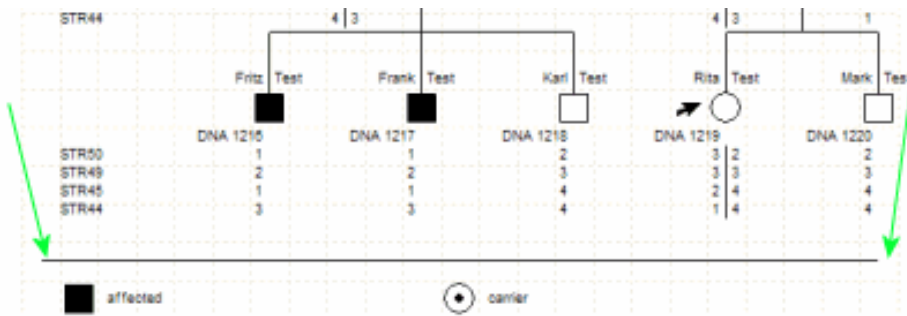 STR44 4 3 4 3 1
Fritz Test Frank Test Karl Test Rita Test Mark Tes
DNA 1216 DNA 1217 DNA 1218 DNA 1219 DNA 1220
STR50 1 1 2 3 2 2
STR49 2 2 3 3 3 3
STR45 1 1 4 2 4 4
STR44 3 3 4 1 4 4
affected carrier